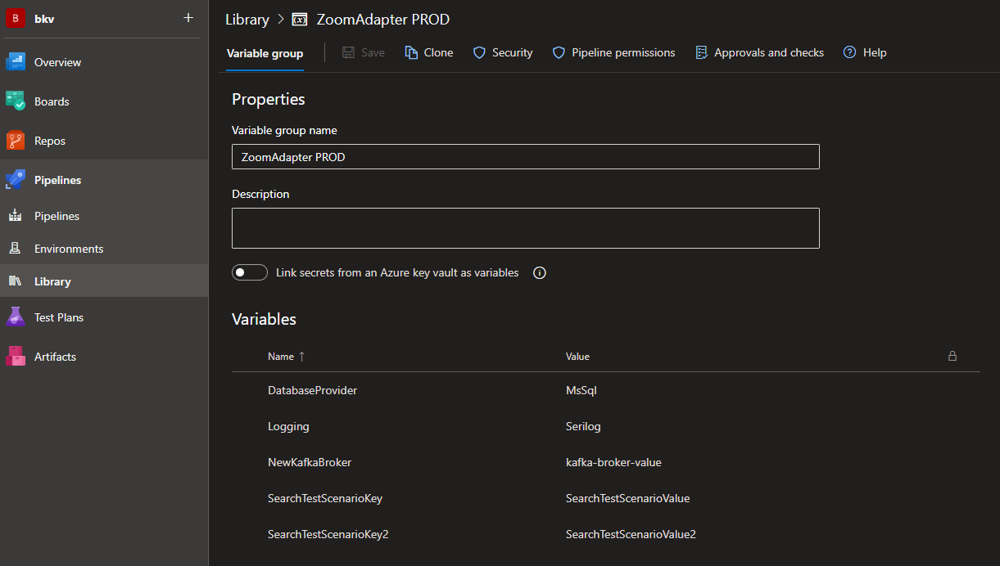 B bkv +
Overview
Boards
Repos
Pipelines
Pipelines
Environments
Library
Test Plans
Artifacts
Library > (x) ZoomAdapter PROD
Variable group Save Clone Security Pipeline permissions Approvals and checks ? Help
Properties
Variable group name
ZoomAdapter PROD
Description
Link secrets from an Azure key vault as variables i
Variables
Name ↑ Value
DatabaseProvider MsSql
Logging Serilog
NewKafkaBroker kafka-broker-value
SearchTestScenarioKey SearchTestScenarioValue
SearchTestScenarioKey2 SearchTestScenarioValue2